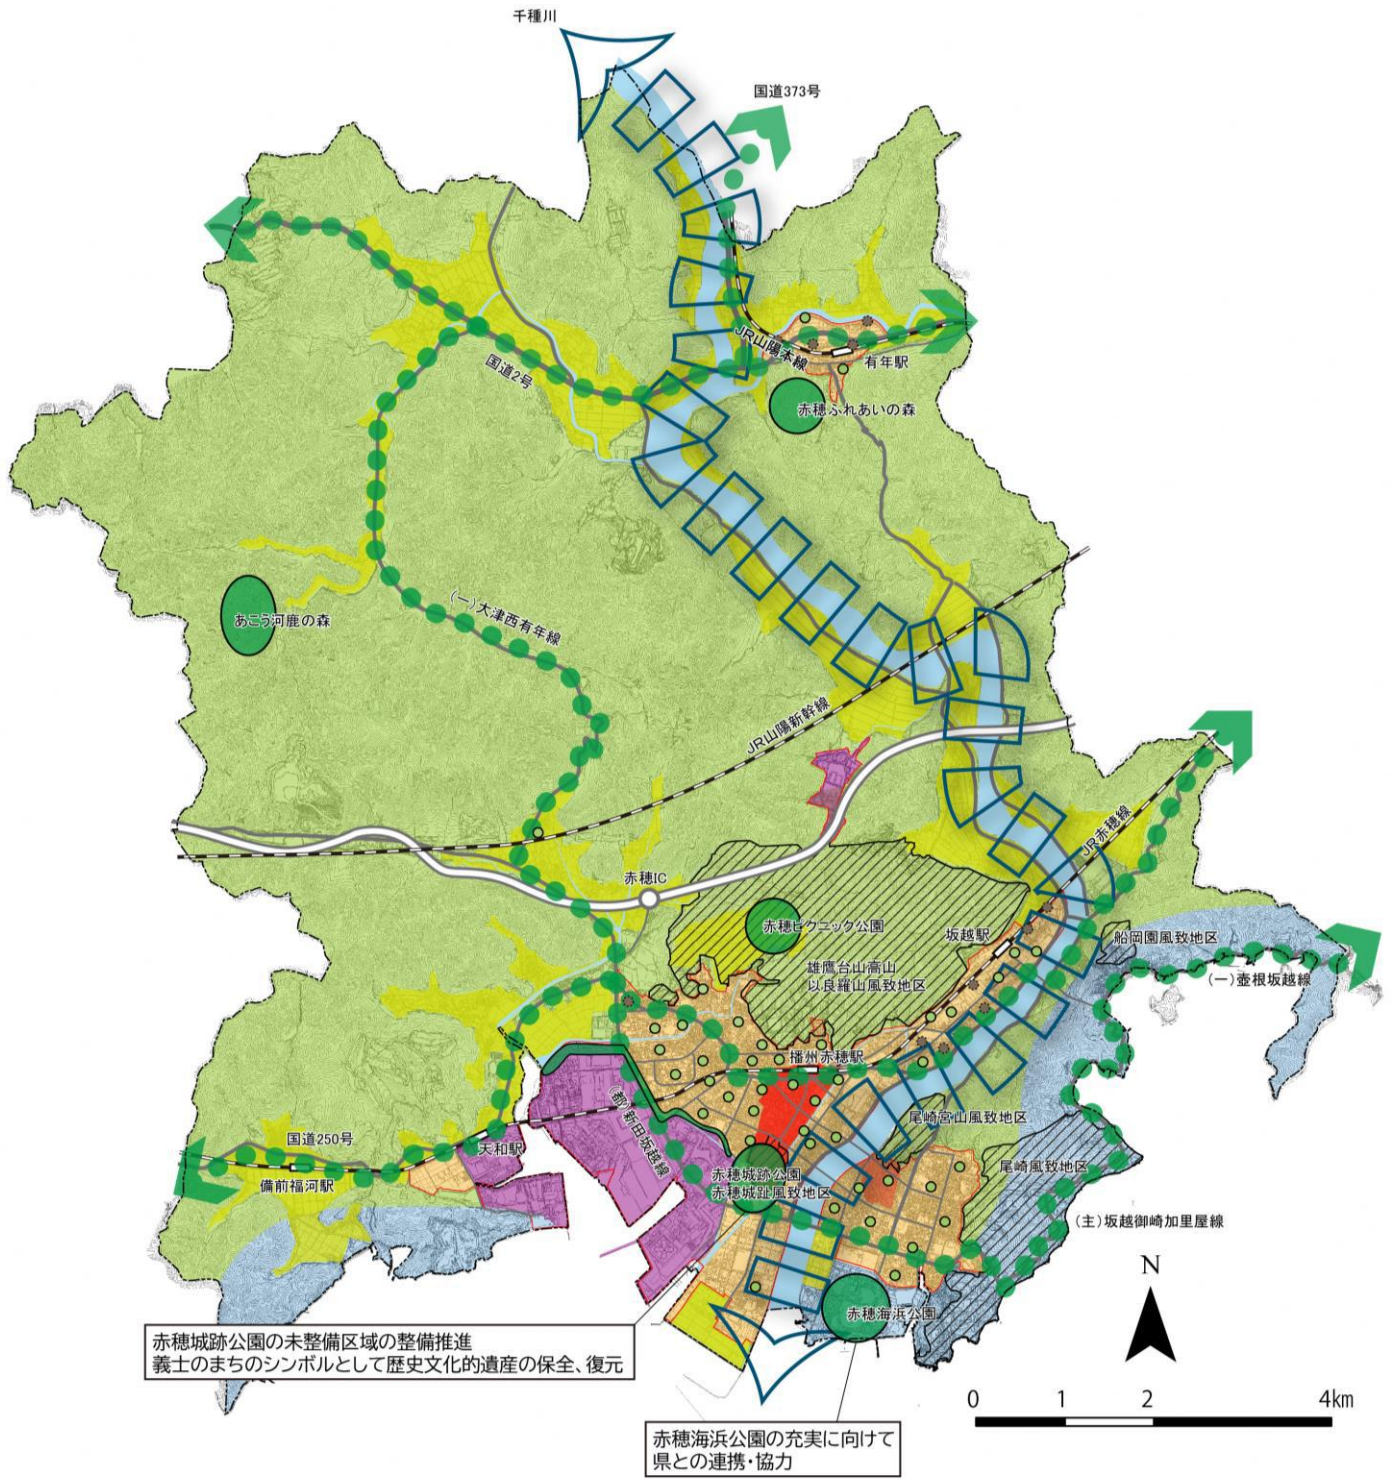 千種川
国道373号
JR山陽本線
有年駅
国道2号
赤穂ふれあいの森
あこう河鹿の森
(一)大津西有年線
JR山陽新幹線
JR赤穂線
赤穂IC
赤穂ピクニック公園
坂越駅
船岡園風致地区
雄鷹台山高山
以良羅山風致地区
(一)壺根坂越線
播州赤穂駅
尾崎宮山風致地区
国道250号
天和駅
(都)新田坂越線
尾崎風致地区
備前福河駅
赤穂城跡公園
赤穂城趾風致地区
(主)坂越御崎加里屋線
N
赤穂海浜公園
赤穂城跡公園の未整備区域の整備推進
義士のまちのシンボルとして歴史文化的遺産の保全、復元
0 1 2 4km
赤穂海浜公園の充実に向けて
県との連携・協力